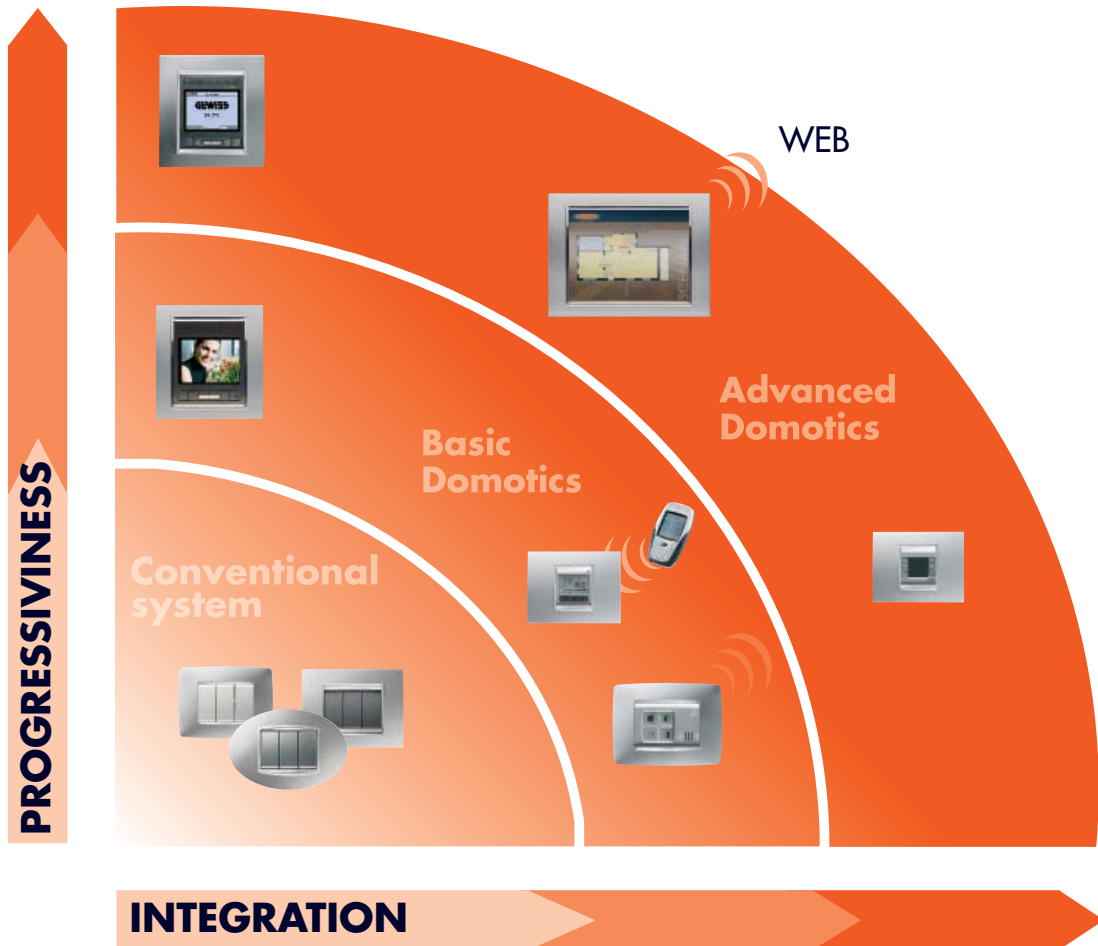 GEWISS
WEB
Advanced
Domotics
Basic
Domotics
Conventional
system
PROGRESSIVINESS
INTEGRATION